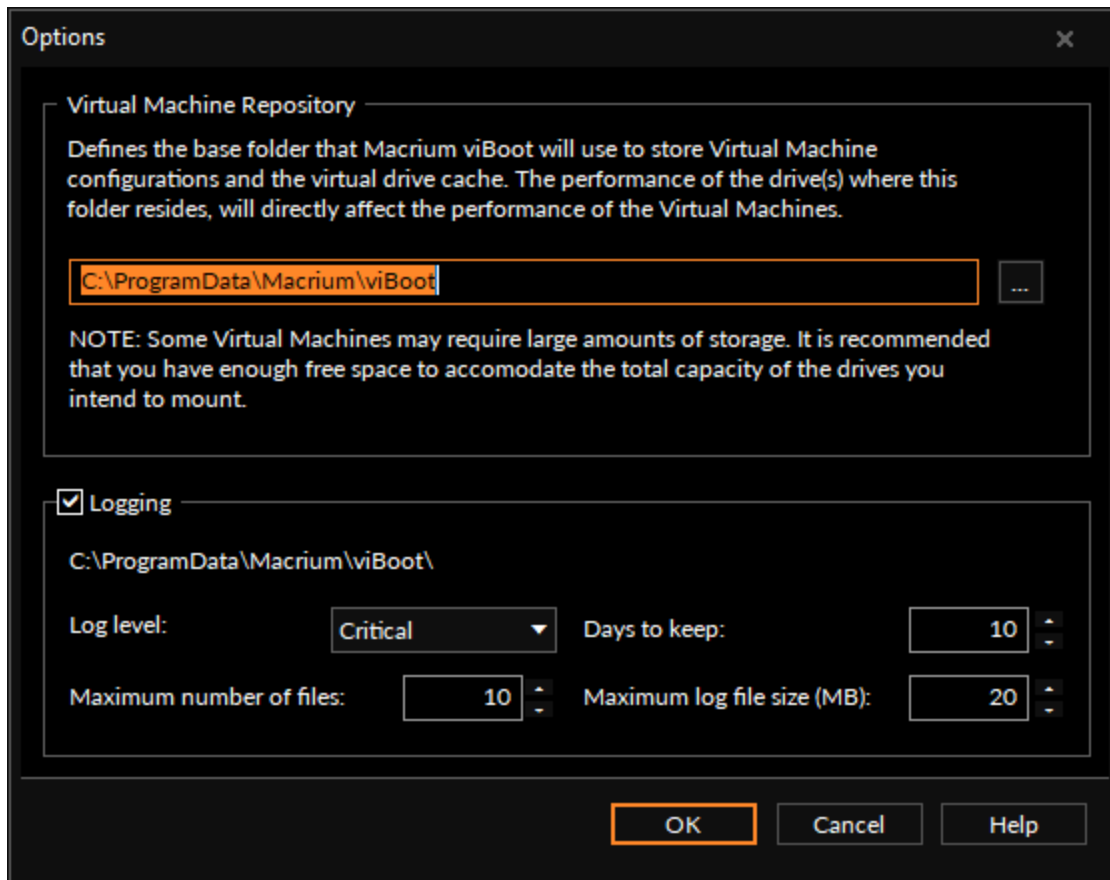 Options
Virtual Machine Repository
Defines the base folder that Macrium viBoot will use to store Virtual Machine
configurations and the virtual drive cache. The performance of the drive(s) where this
folder resides, will directly affect the performance of the Virtual Machines.
C:\ProgramData\Macrium\viBoot
...
NOTE: Some Virtual Machines may require large amounts of storage. It is recommended
that you have enough free space to accomodate the total capacity of the drives you
intend to mount.
Logging
C:\ProgramData\Macrium\viBoot\
Log level: Critical Days to keep: 10
Maximum number of files: 10 Maximum log file size (MB): 20
OK Cancel Help